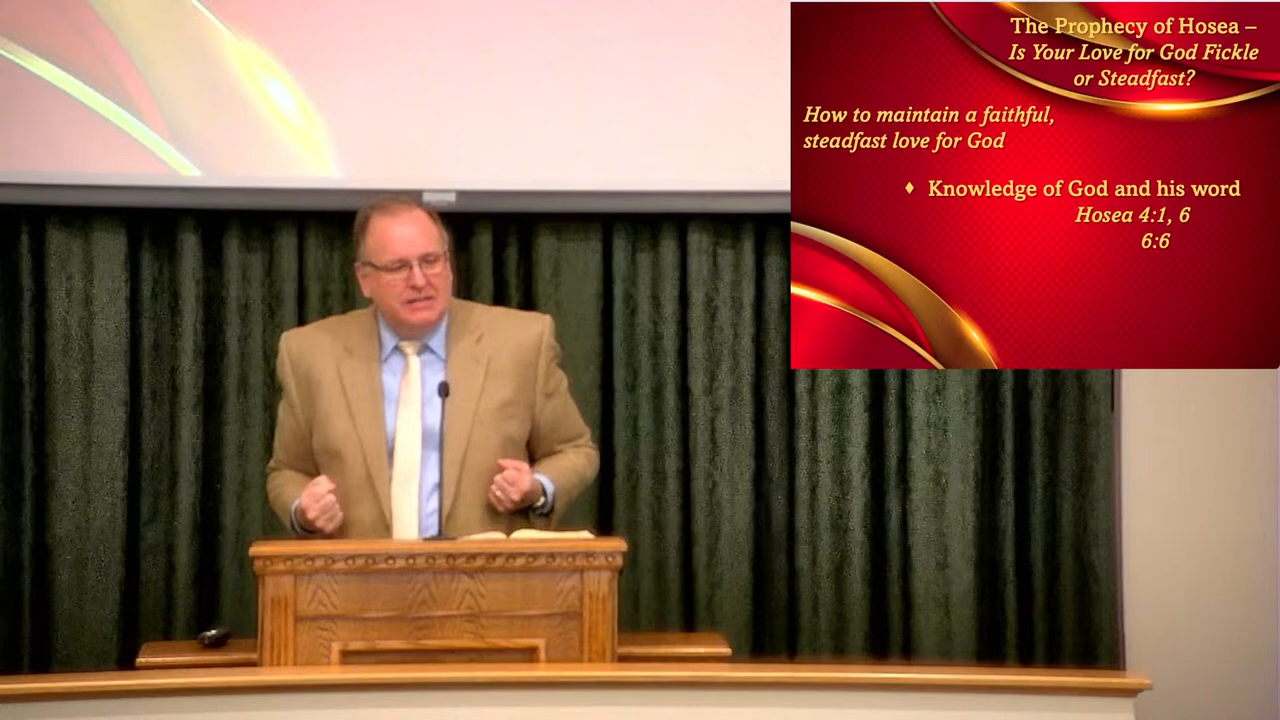 The Prophecy of Hosea –
Is Your Love for God Fickle
or Steadfast?
How to maintain a faithful,
steadfast love for God
♦ Knowledge of God and his word
Hosea 4:1, 6
6:6